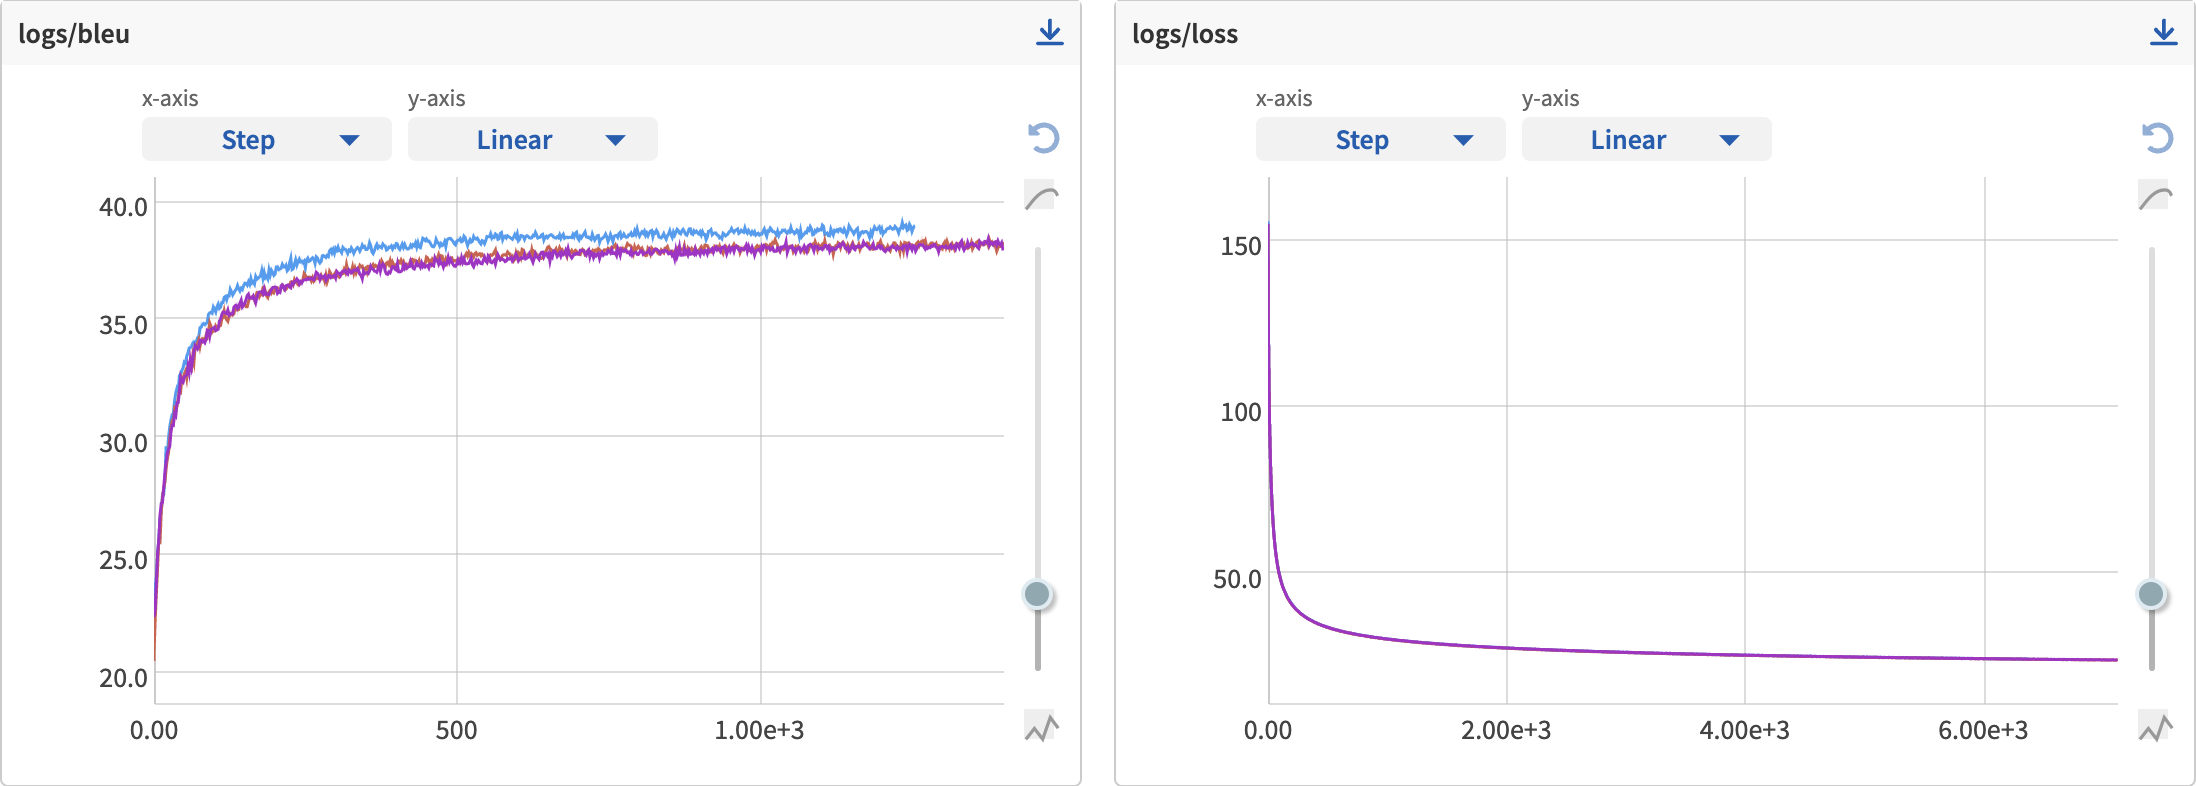 logs/bleu
x-axis
y-axis
Step
Linear
40.0
35.0
30.0
25.0
20.0
0.00
500
1.00e+3
logs/loss
x-axis
y-axis
Step
Linear
150
100
50.0
0.00
2.00e+3
4.00e+3
6.00e+3